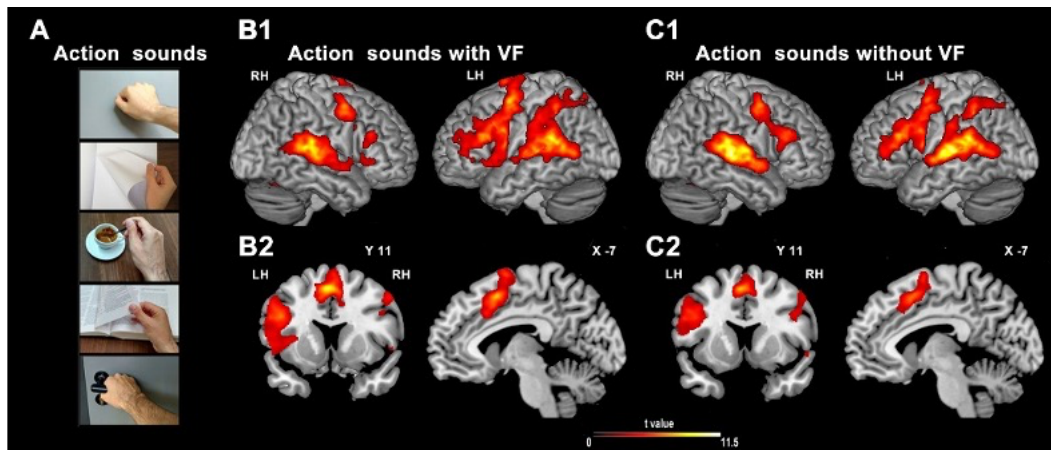 A
Action sounds
B1
Action sounds with VF
RH
LH
C1
Action sounds without VF
RH
LH
B2
Y 11
X -7
LH
RH
C2
Y 11
X -7
LH
RH
t value
0
11.5